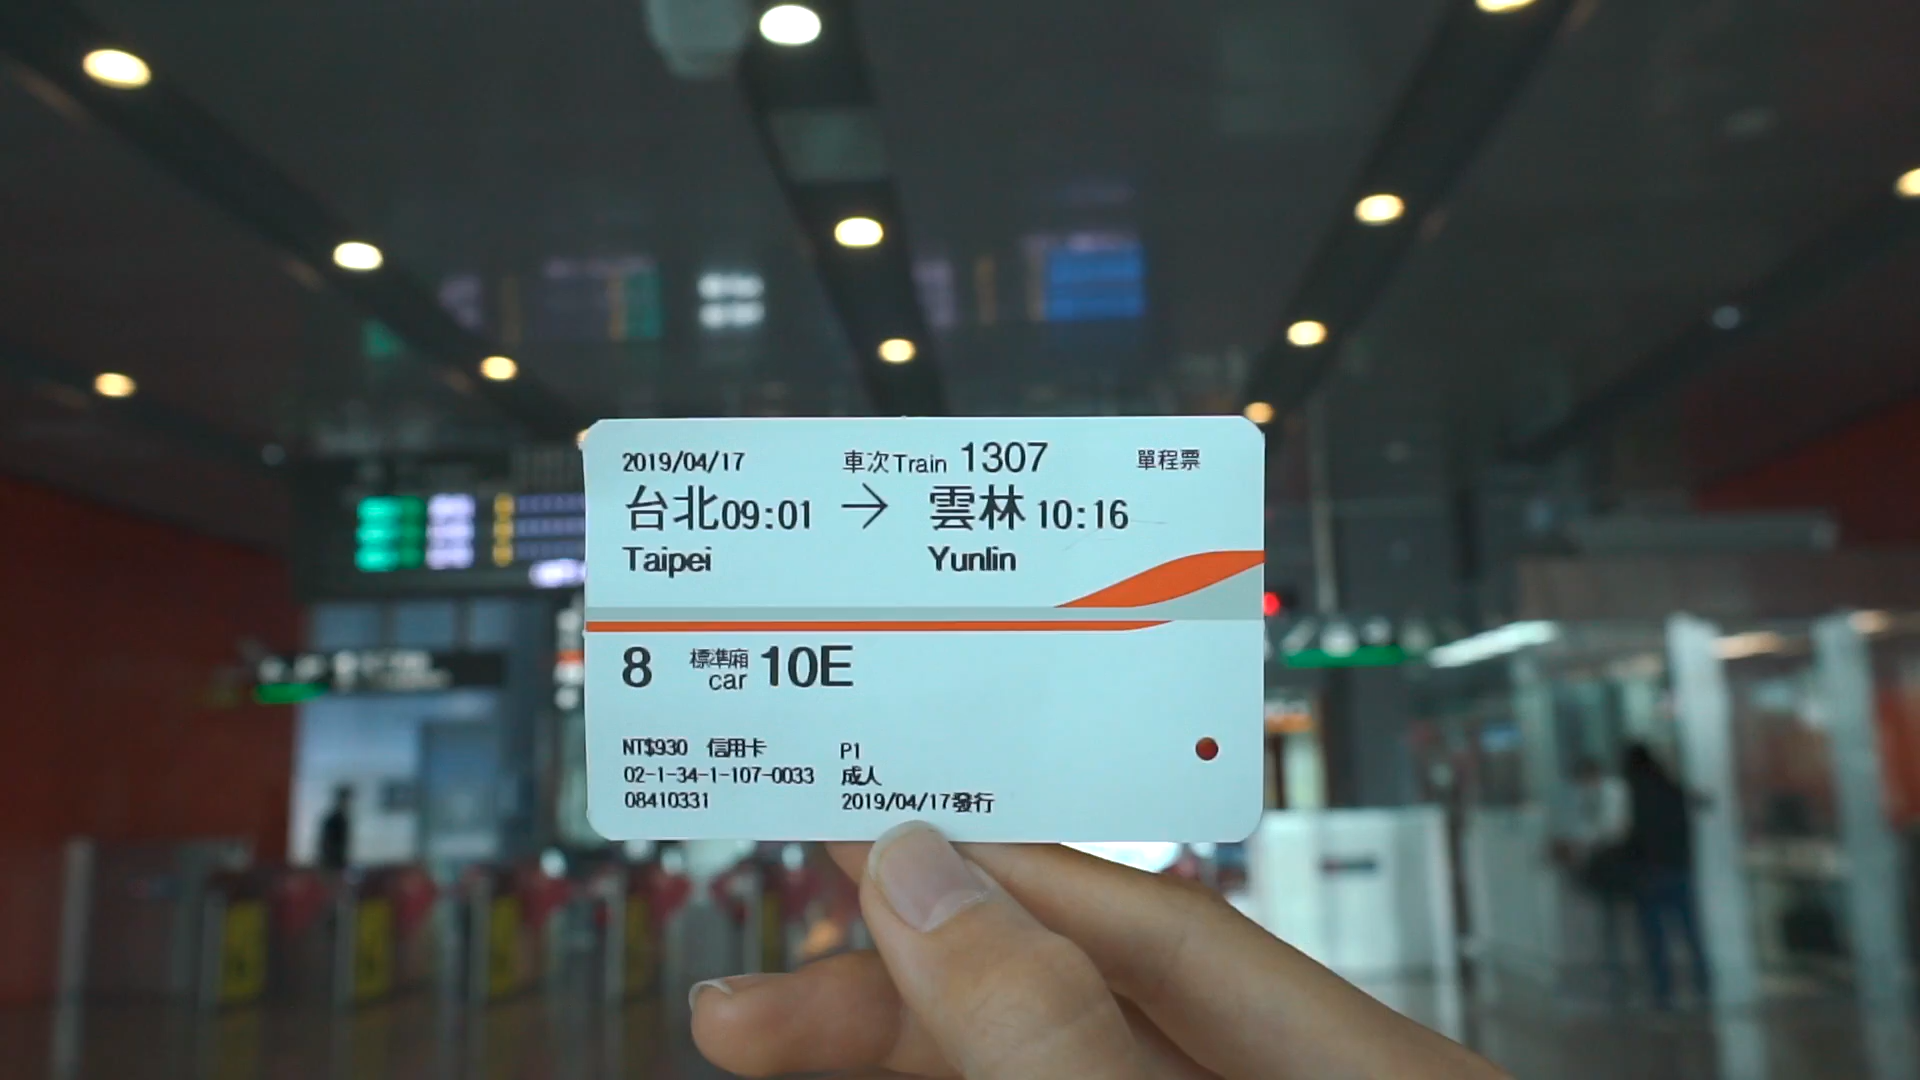 2019/04/17 車次Train 1307 單程票
台北09:01 → 雲林10:16
Taipei Yunlin
8 標準廂 car 10E
NT$930 信用卡 P1
02-1-34-1-107-0033 成人
08410331 2019/04/17發行